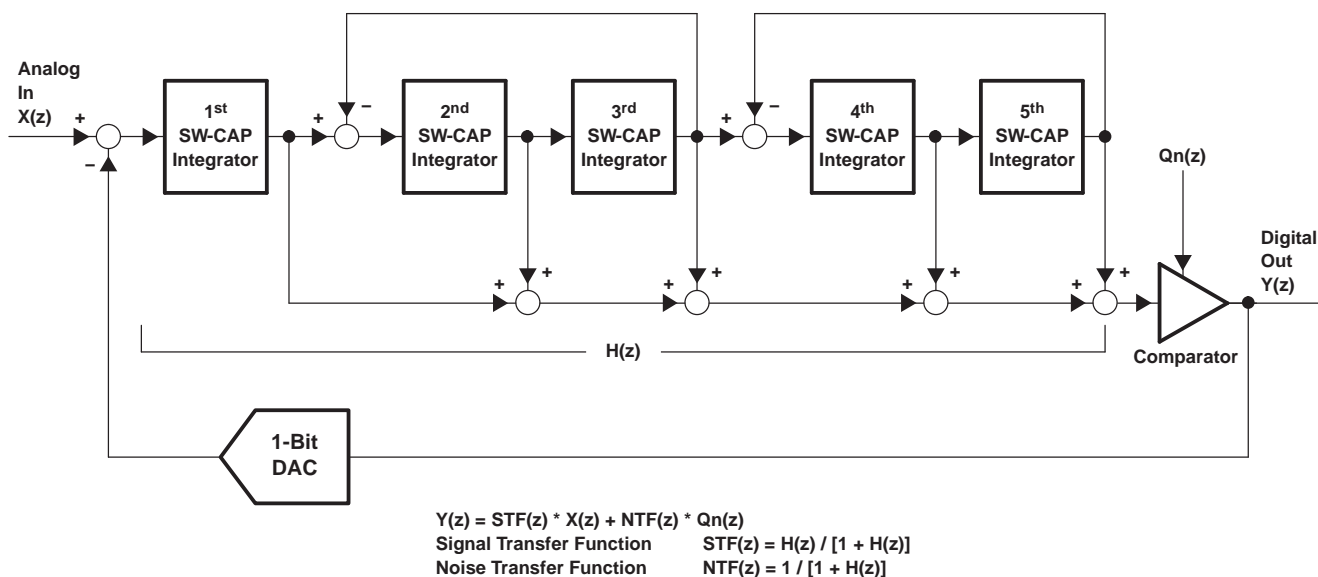 Analog
In
X(z)
+
−
1st
SW-CAP
Integrator
+
−
2nd
SW-CAP
Integrator
3rd
SW-CAP
Integrator
+
−
4th
SW-CAP
Integrator
5th
SW-CAP
Integrator
Qn(z)
+
+
+
+
+
+
+
+
Digital
Out
Y(z)
Comparator
H(z)
1-Bit
DAC
Y(z) = STF(z) * X(z) + NTF(z) * Qn(z)
Signal Transfer Function STF(z) = H(z) / [1 + H(z)]
Noise Transfer Function NTF(z) = 1 / [1 + H(z)]